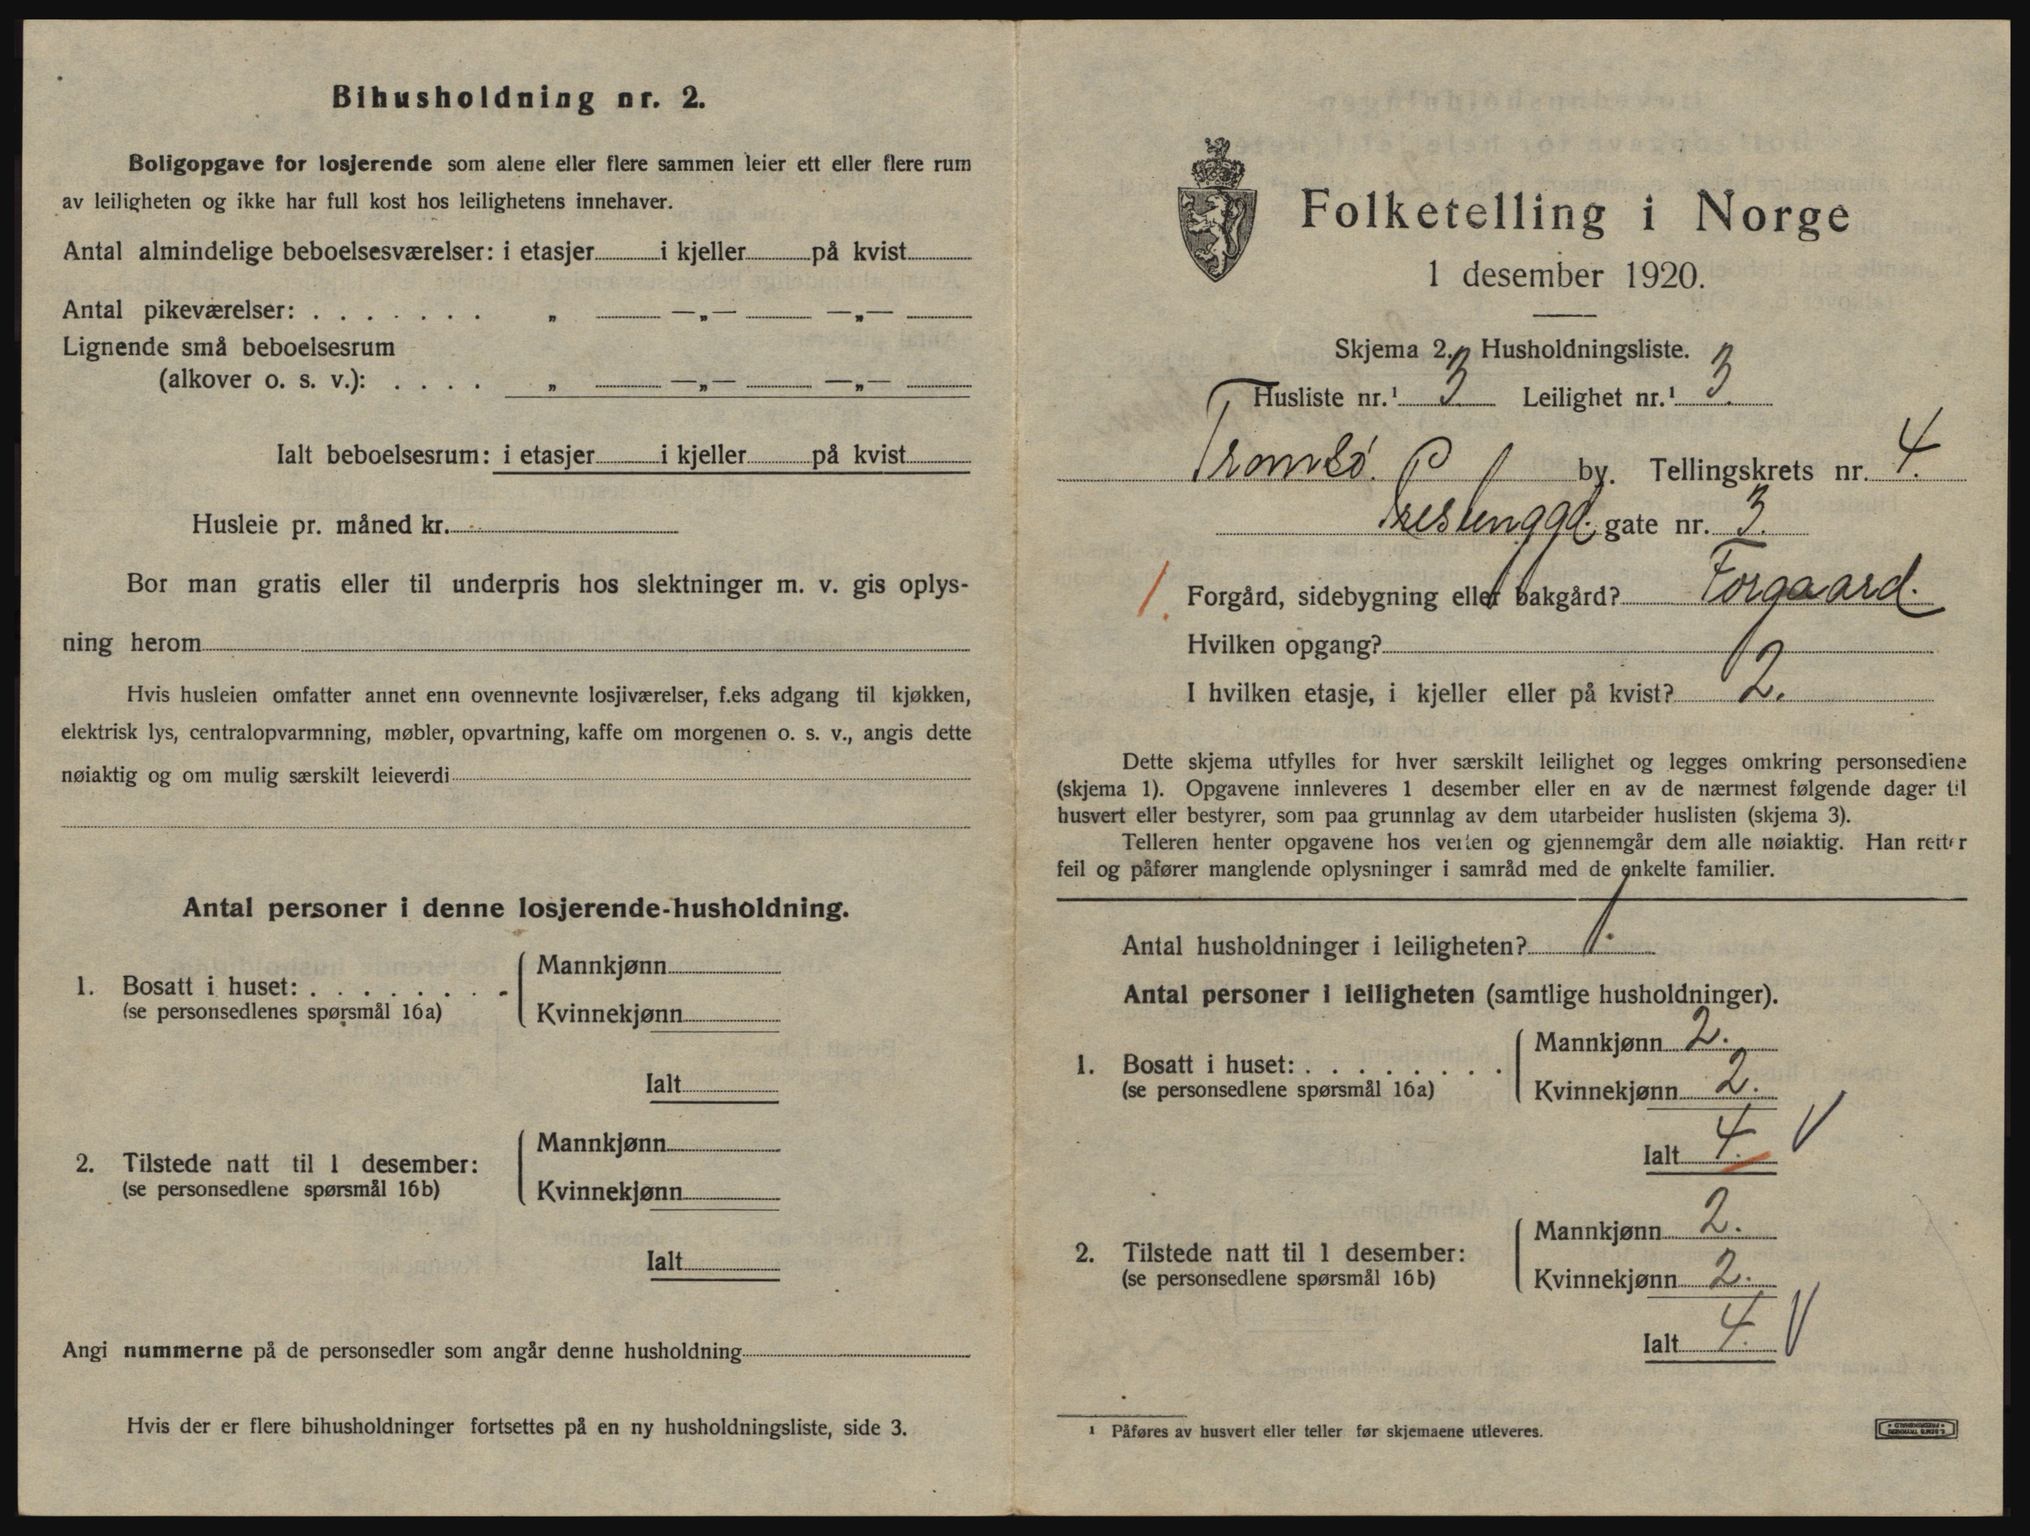 Bihusholdning nr. 2.
Boligopgave for losjerende som alene eller flere sammen leier ett eller flere rum
av leiligheten og ikke har full kost hos leilighetens innehaver.
Antal almindelige beboelsesværelser: i etasjer i kjeller på kvist
Antal pikeværelser: . . . . . . . „ —„— —„—
Lignende små beboelsesrum
(alkover o. s. v.): . . . . „ —„— —„—
Ialt beboelsesrum: i etasjer i kjeller på kvist
Husleie pr. måned kr.
Bor man gratis eller til underpris hos slektninger m. v. gis oplys-
ning herom
Hvis husleien omfatter annet enn ovennevnte losjiværelser, f.eks adgang til kjøkken,
elektrisk lys, centralopvarmning, møbler, opvartning, kaffe om morgenen o. s. v., angis dette
nøiaktig og om mulig særskilt leieverdi
Antal personer i denne losjerende-husholdning.
1. Bosatt i huset: . . . . . . . .
(se personsedlenes spørsmål 16a)
Mannkjønn
Kvinnekjønn
Ialt
2. Tilstede natt til 1 desember:
(se personsedlene spørsmål 16b)
Mannkjønn
Kvinnekjønn
Ialt
Angi nummerne på de personsedler som angår denne husholdning
Hvis der er flere bihusholdninger fortsettes på en ny husholdningsliste, side 3.
Folketelling i Norge
1 desember 1920.
Skjema 2. Husholdningsliste.
Husliste nr.¹ 3 Leilighet nr.¹ 3.
Tromsø. by. Tellingskrets nr. 4.
gate nr. 3.
1. Forgård, sidebygning eller bakgård? Forgaard.
Hvilken opgang?
I hvilken etasje, i kjeller eller på kvist? 2.
Dette skjema utfylles for hver særskilt leilighet og legges omkring personsedlene
(skjema 1). Opgavene innleveres 1 desember eller en av de nærmest følgende dager til
husvert eller bestyrer, som paa grunnlag av dem utarbeider huslisten (skjema 3).
Telleren henter opgavene hos verten og gjennemgår dem alle nøiaktig. Han retter
feil og påfører manglende oplysninger i samråd med de enkelte familier.
Antal husholdninger i leiligheten? 1.
Antal personer i leiligheten (samtlige husholdninger).
1. Bosatt i huset: . . . . . . . .
(se personsedlene spørsmål 16a)
Mannkjønn 2.
Kvinnekjønn 2.
Ialt 4.
2. Tilstede natt til 1 desember:
(se personsedlene spørsmål 16b)
Mannkjønn 2.
Kvinnekjønn 2.
Ialt 4.
¹ Påføres av husvert eller teller før skjemaene utleveres.